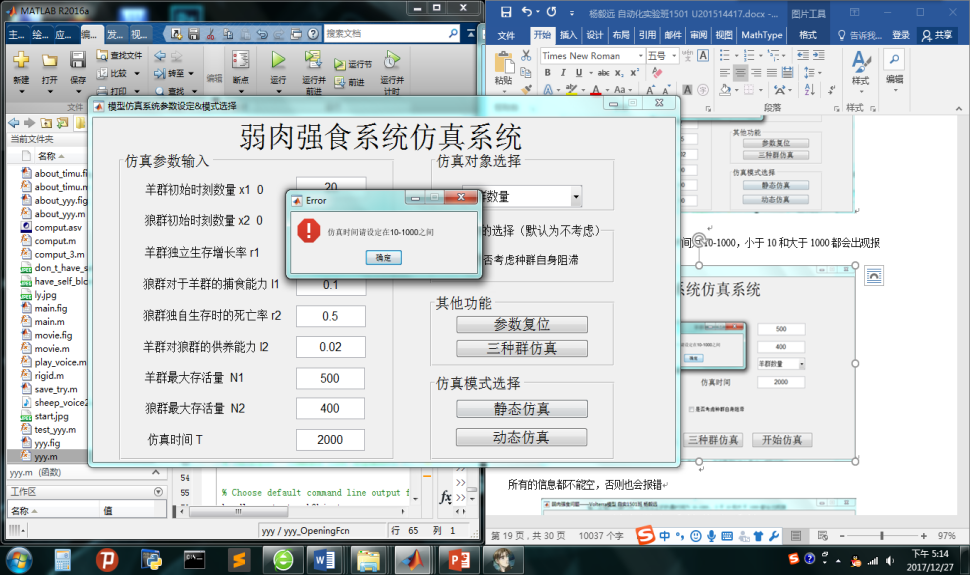 MATLAB R2016a
主... 绘... 应... 编... 发... 视...
搜索文档
新建 打开 保存
查找文件
比较
打印
转至
查找
编辑
断点 运行 运行并前进 运行节 前进 运行并计时
文件
当前文件夹
名称
about_timu.fi
about_timu.m
about_yyy.fig
about_yyy.m
comput.asv
comput.m
comput_3.m
don_t_have_s
have_self_blo
ly.jpg
main.fig
main.m
movie.fig
movie.m
play_voice.m
rigid.m
save_try.m
sheep_voice2
start.jpg
test_yyy.m
yyy.fig
yyy.m
yyy.m (函数)
工作区
名称 值
54
55
% Choose default command line output f
fx >>
yyy / yyy_OpeningFcn
行 65 列 1
模型仿真系统参数设定&模式选择
弱肉强食系统仿真系统
仿真参数输入
羊群初始时刻数量 x1 0 20
狼群初始时刻数量 x2 0
羊群独立生存增长率 r1
狼群对于羊群的捕食能力 l1 0.1
狼群独自生存时的死亡率 r2 0.5
羊群对狼群的供养能力 l2 0.02
羊群最大存活量 N1 500
狼群最大存活量 N2 400
仿真时间 T 2000
仿真对象选择
群数量
的选择（默认为不考虑）
否考虑种群自身阻滞
其他功能
参数复位
三种群仿真
仿真模式选择
静态仿真
动态仿真
Error
仿真时间请设定在10-1000之间
确定
杨毅远 自动化实验班1501 U201514417.docx -...
图片工具
文件 开始 插入 设计 布局 引用 邮件 审阅 视图 MathType 格式 告诉我... 登录 共享
粘贴
Times New Roman 五号
B I U abc x₂ x²
段落
样式
编辑
样式
其他功能
参数复位
三种群仿真
仿真模式选择
静态仿真
动态仿真
10-1000，小于 10 和大于 1000 都会出现报
系统仿真系统
500
400
羊群数量
仿真时间 2000
是否考虑种群自身阻滞
三种群仿真 开始仿真
所有的信息都不能空，否则也会报错
第 19 页，共 30 页 10037 个字
中
97%
下午 5:14
2017/12/27